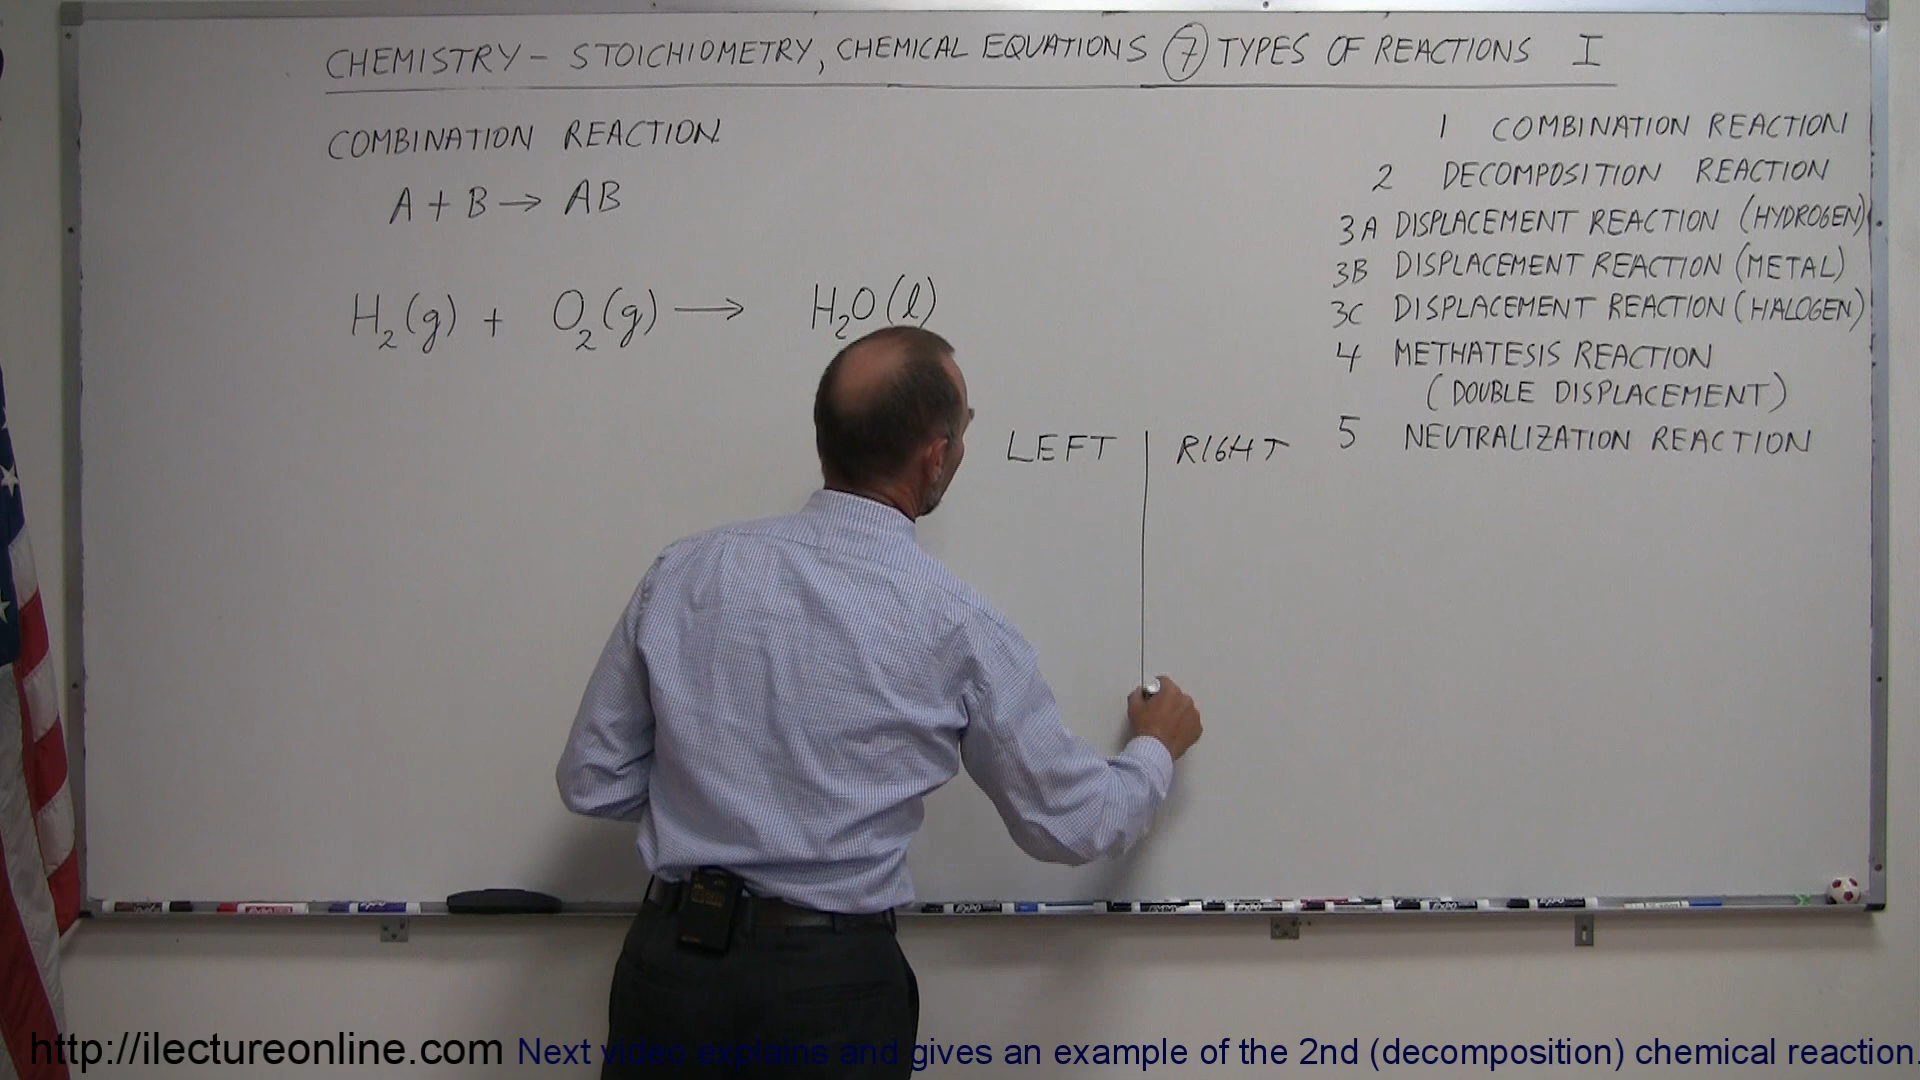 CHEMISTRY – STOICHIOMETRY, CHEMICAL EQUATIONS 7 TYPES OF REACTIONS I
COMBINATION REACTION
A + B → AB
H2(g) + O2(g) → H2O(l)
1 COMBINATION REACTION
2 DECOMPOSITION REACTION
3A DISPLACEMENT REACTION (HYDROGEN)
3B DISPLACEMENT REACTION (METAL)
3C DISPLACEMENT REACTION (HALOGEN)
4 METHATESIS REACTION
(DOUBLE DISPLACEMENT)
5 NEUTRALIZATION REACTION
LEFT | RIGHT
http://ilectureonline.com Next video explains and gives an example of the 2nd (decomposition) chemical reaction.